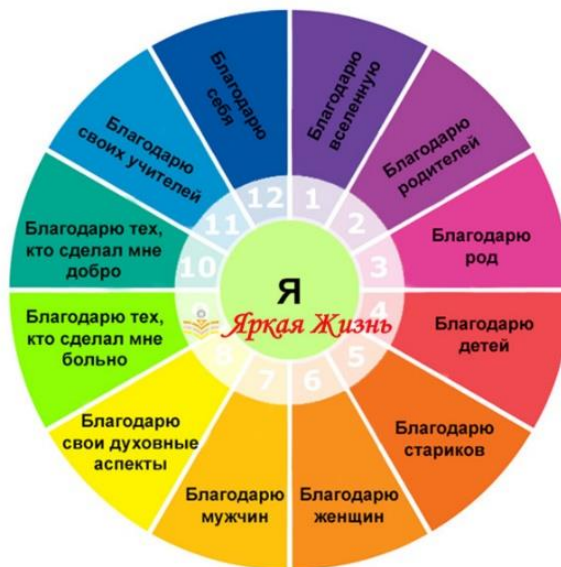 Благодарю
вселенную
Благодарю
родителей
Благодарю
род
Благодарю
детей
Благодарю
стариков
Благодарю
женщин
Благодарю
мужчин
Благодарю
свои духовные
аспекты
Благодарю тех,
кто сделал мне
больно
Благодарю тех,
кто сделал мне
добро
Благодарю
своих учителей
Благодарю
себя
1
2
3
4
5
6
7
8
9
10
11
12
Я
Яркая Жизнь